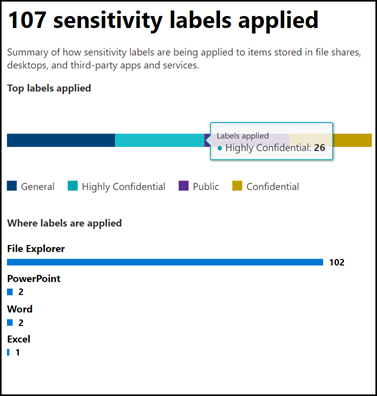 107 sensitivity labels applied
Summary of how sensitivity labels are being applied to items stored in file shares,
desktops, and third-party apps and services.
Top labels applied
Labels applied
Highly Confidential: 26
General Highly Confidential Public Confidential
Where labels are applied
File Explorer
102
PowerPoint
2
Word
2
Excel
1